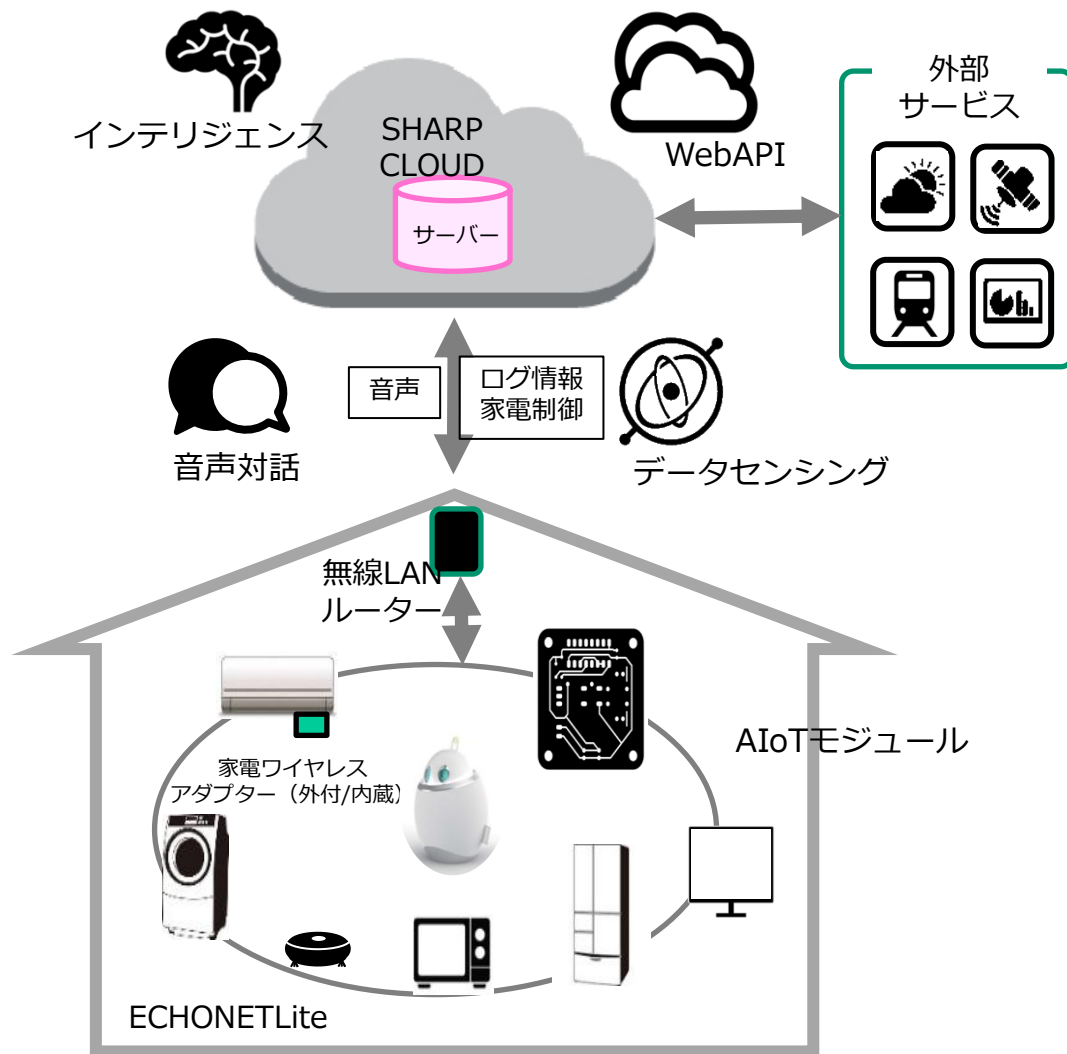 インテリジェンス
SHARP
CLOUD
サーバー
WebAPI
外部
サービス
音声
ログ情報
家電制御
音声対話
データセンシング
無線LAN
ルーター
AIoTモジュール
家電ワイヤレス
アダプター（外付/内蔵）
ECHONETLite